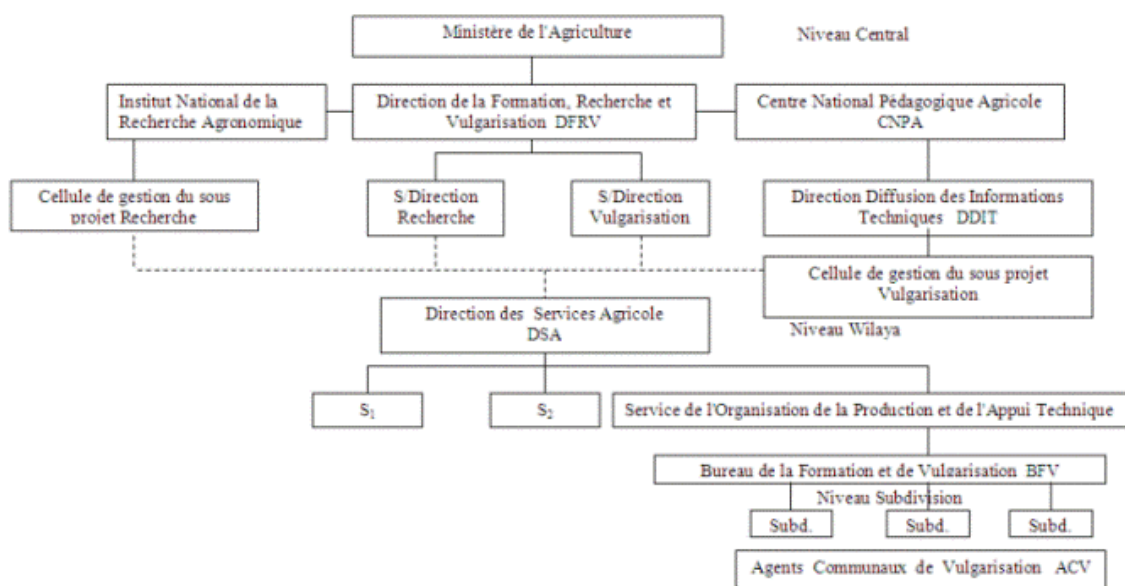 Ministère de l'Agriculture
Niveau Central
Institut National de la
Recherche Agronomique
Direction de la Formation, Recherche et
Vulgarisation DFRV
Centre National Pédagogique Agricole
CNPA
Cellule de gestion du sous
projet Recherche
S/Direction
Recherche
S/Direction
Vulgarisation
Direction Diffusion des Informations
Techniques DDIT
Cellule de gestion du sous projet
Vulgarisation
Direction des Services Agricole
DSA
Niveau Wilaya
S1
S2
Service de l'Organisation de la Production et de l'Appui Technique
Bureau de la Formation et de Vulgarisation BFV
Niveau Subdivision
Subd.
Subd.
Subd.
Agents Communaux de Vulgarisation ACV